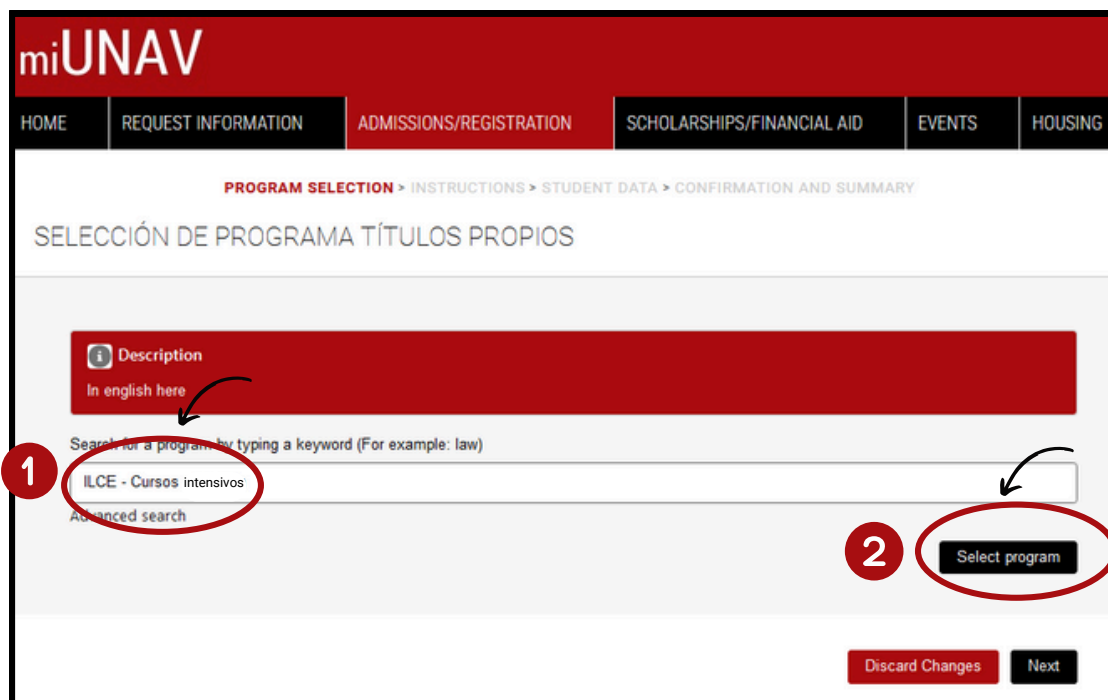 miUNAV
HOME REQUEST INFORMATION ADMISSIONS/REGISTRATION SCHOLARSHIPS/FINANCIAL AID EVENTS HOUSING
PROGRAM SELECTION > INSTRUCTIONS > STUDENT DATA > CONFIRMATION AND SUMMARY
SELECCIÓN DE PROGRAMA TÍTULOS PROPIOS
i Description
In english here
Search for a program by typing a keyword (For example: law)
1
ILCE - Cursos intensivos
Advanced search
2
Select program
Discard Changes Next